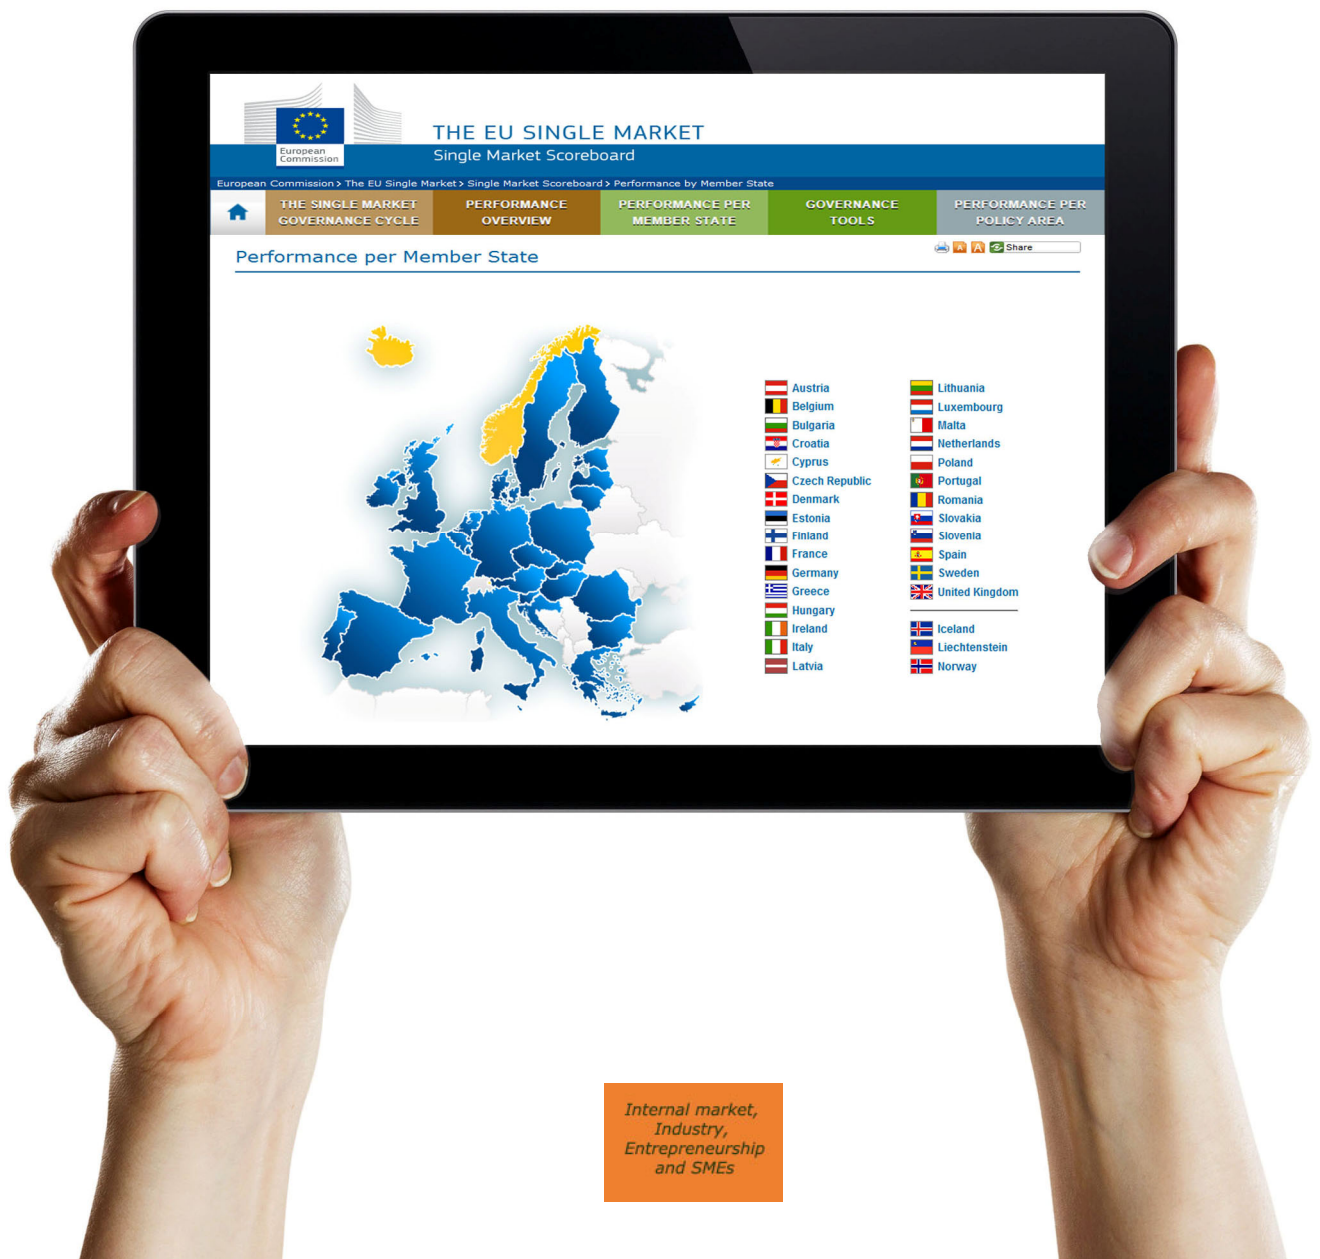 European
Commission
THE EU SINGLE MARKET
Single Market Scoreboard
European Commission > The EU Single Market > Single Market Scoreboard > Performance by Member State
THE SINGLE MARKET
GOVERNANCE CYCLE
PERFORMANCE
OVERVIEW
PERFORMANCE PER
MEMBER STATE
GOVERNANCE
TOOLS
PERFORMANCE PER
POLICY AREA
A A Share
Performance per Member State
Austria
Belgium
Bulgaria
Croatia
Cyprus
Czech Republic
Denmark
Estonia
Finland
France
Germany
Greece
Hungary
Ireland
Italy
Latvia
Lithuania
Luxembourg
Malta
Netherlands
Poland
Portugal
Romania
Slovakia
Slovenia
Spain
Sweden
United Kingdom
Iceland
Liechtenstein
Norway
Internal market,
Industry,
Entrepreneurship
and SMEs